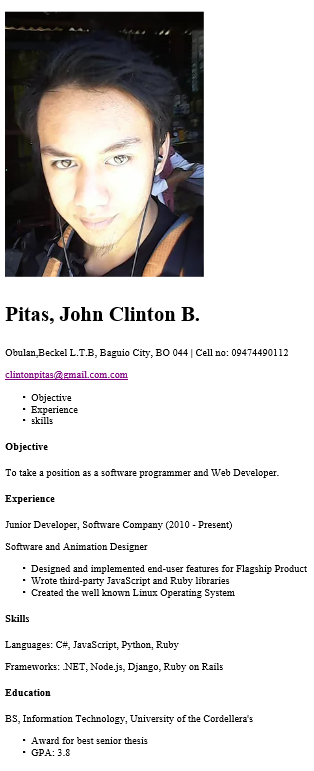 Pitas, John Clinton B.
Obulan,Beckel L.T.B, Baguio City, BO 044 | Cell no: 09474490112
clintonpitas@gmail.com.com
• Objective
• Experience
• skills
Objective
To take a position as a software programmer and Web Developer.
Experience
Junior Developer, Software Company (2010 - Present)
Software and Animation Designer
• Designed and implemented end-user features for Flagship Product
• Wrote third-party JavaScript and Ruby libraries
• Created the well known Linux Operating System
Skills
Languages: C#, JavaScript, Python, Ruby
Frameworks: .NET, Node.js, Django, Ruby on Rails
Education
BS, Information Technology, University of the Cordellera's
• Award for best senior thesis
• GPA: 3.8